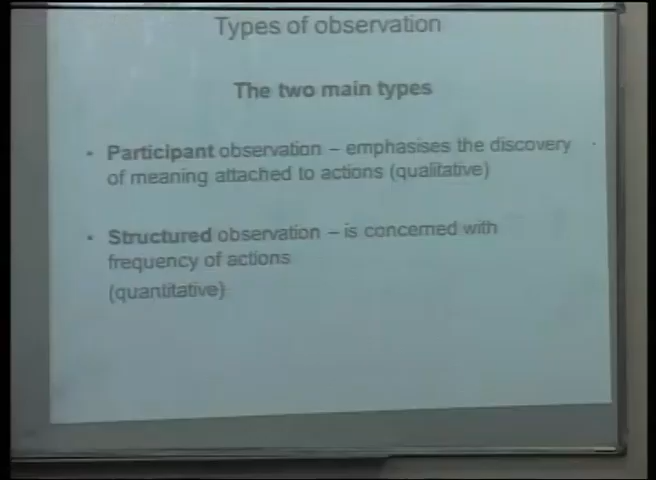 Types of observation
The two main types
• Participant observation – emphasises the discovery
of meaning attached to actions (qualitative)
• Structured observation – is concerned with
frequency of actions
(quantitative)